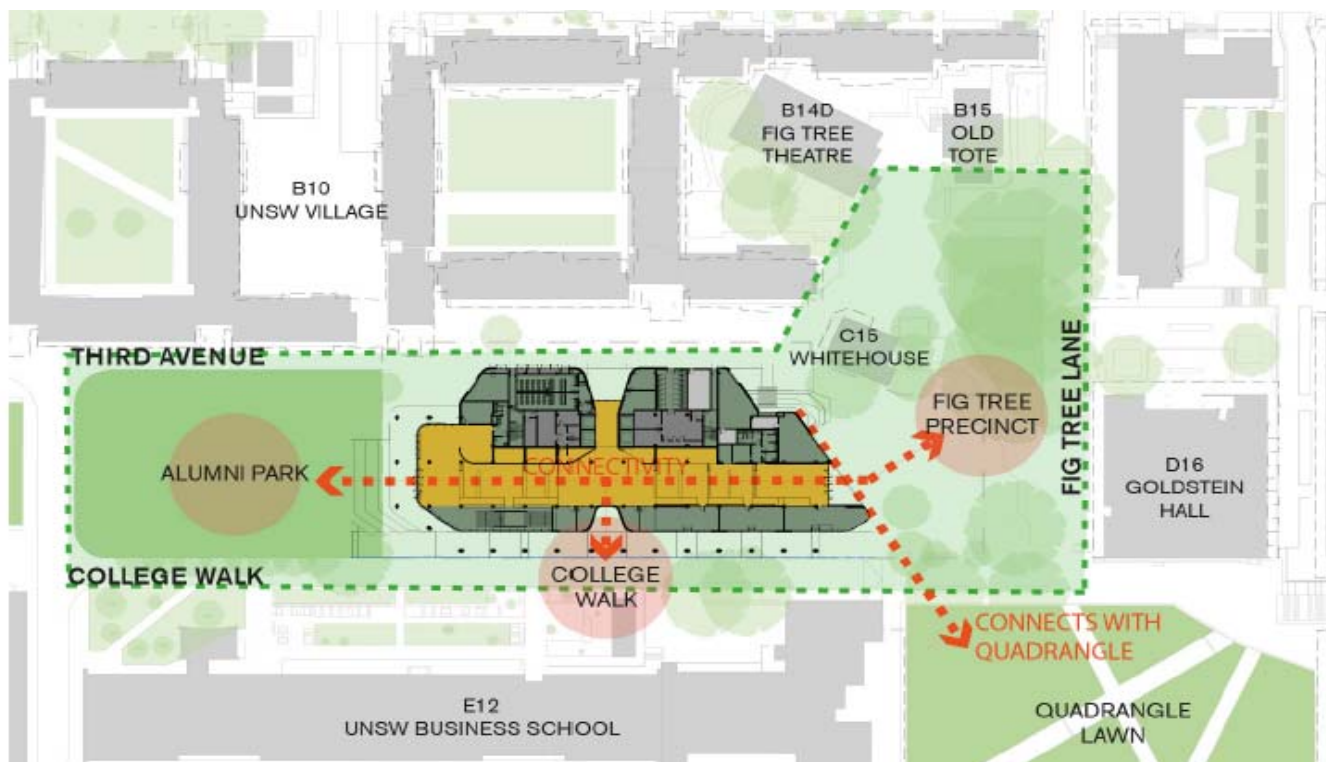 B14D
FIG TREE
THEATRE
B15
OLD
TOTE
B10
UNSW VILLAGE
THIRD AVENUE
C15
WHITEHOUSE
FIG TREE
PRECINCT
FIG TREE LANE
ALUMNI PARK
CONNECTIVITY
D16
GOLDSTEIN
HALL
COLLEGE WALK
COLLEGE
WALK
CONNECTS WITH
QUADRANGLE
E12
UNSW BUSINESS SCHOOL
QUADRANGLE
LAWN